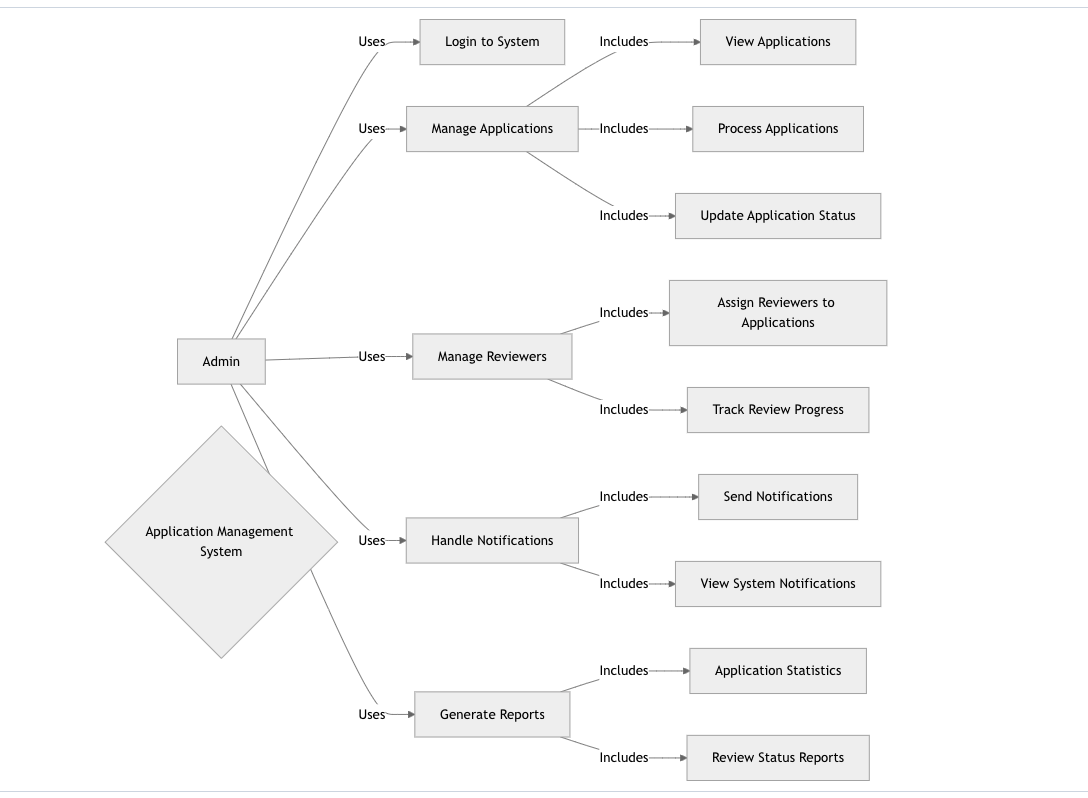 Uses
Login to System
Includes
View Applications
Uses
Manage Applications
Includes
Process Applications
Includes
Update Application Status
Includes
Assign Reviewers to
Applications
Admin
Uses
Manage Reviewers
Includes
Track Review Progress
Includes
Send Notifications
Application Management
System
Uses
Handle Notifications
Includes
View System Notifications
Includes
Application Statistics
Uses
Generate Reports
Includes
Review Status Reports